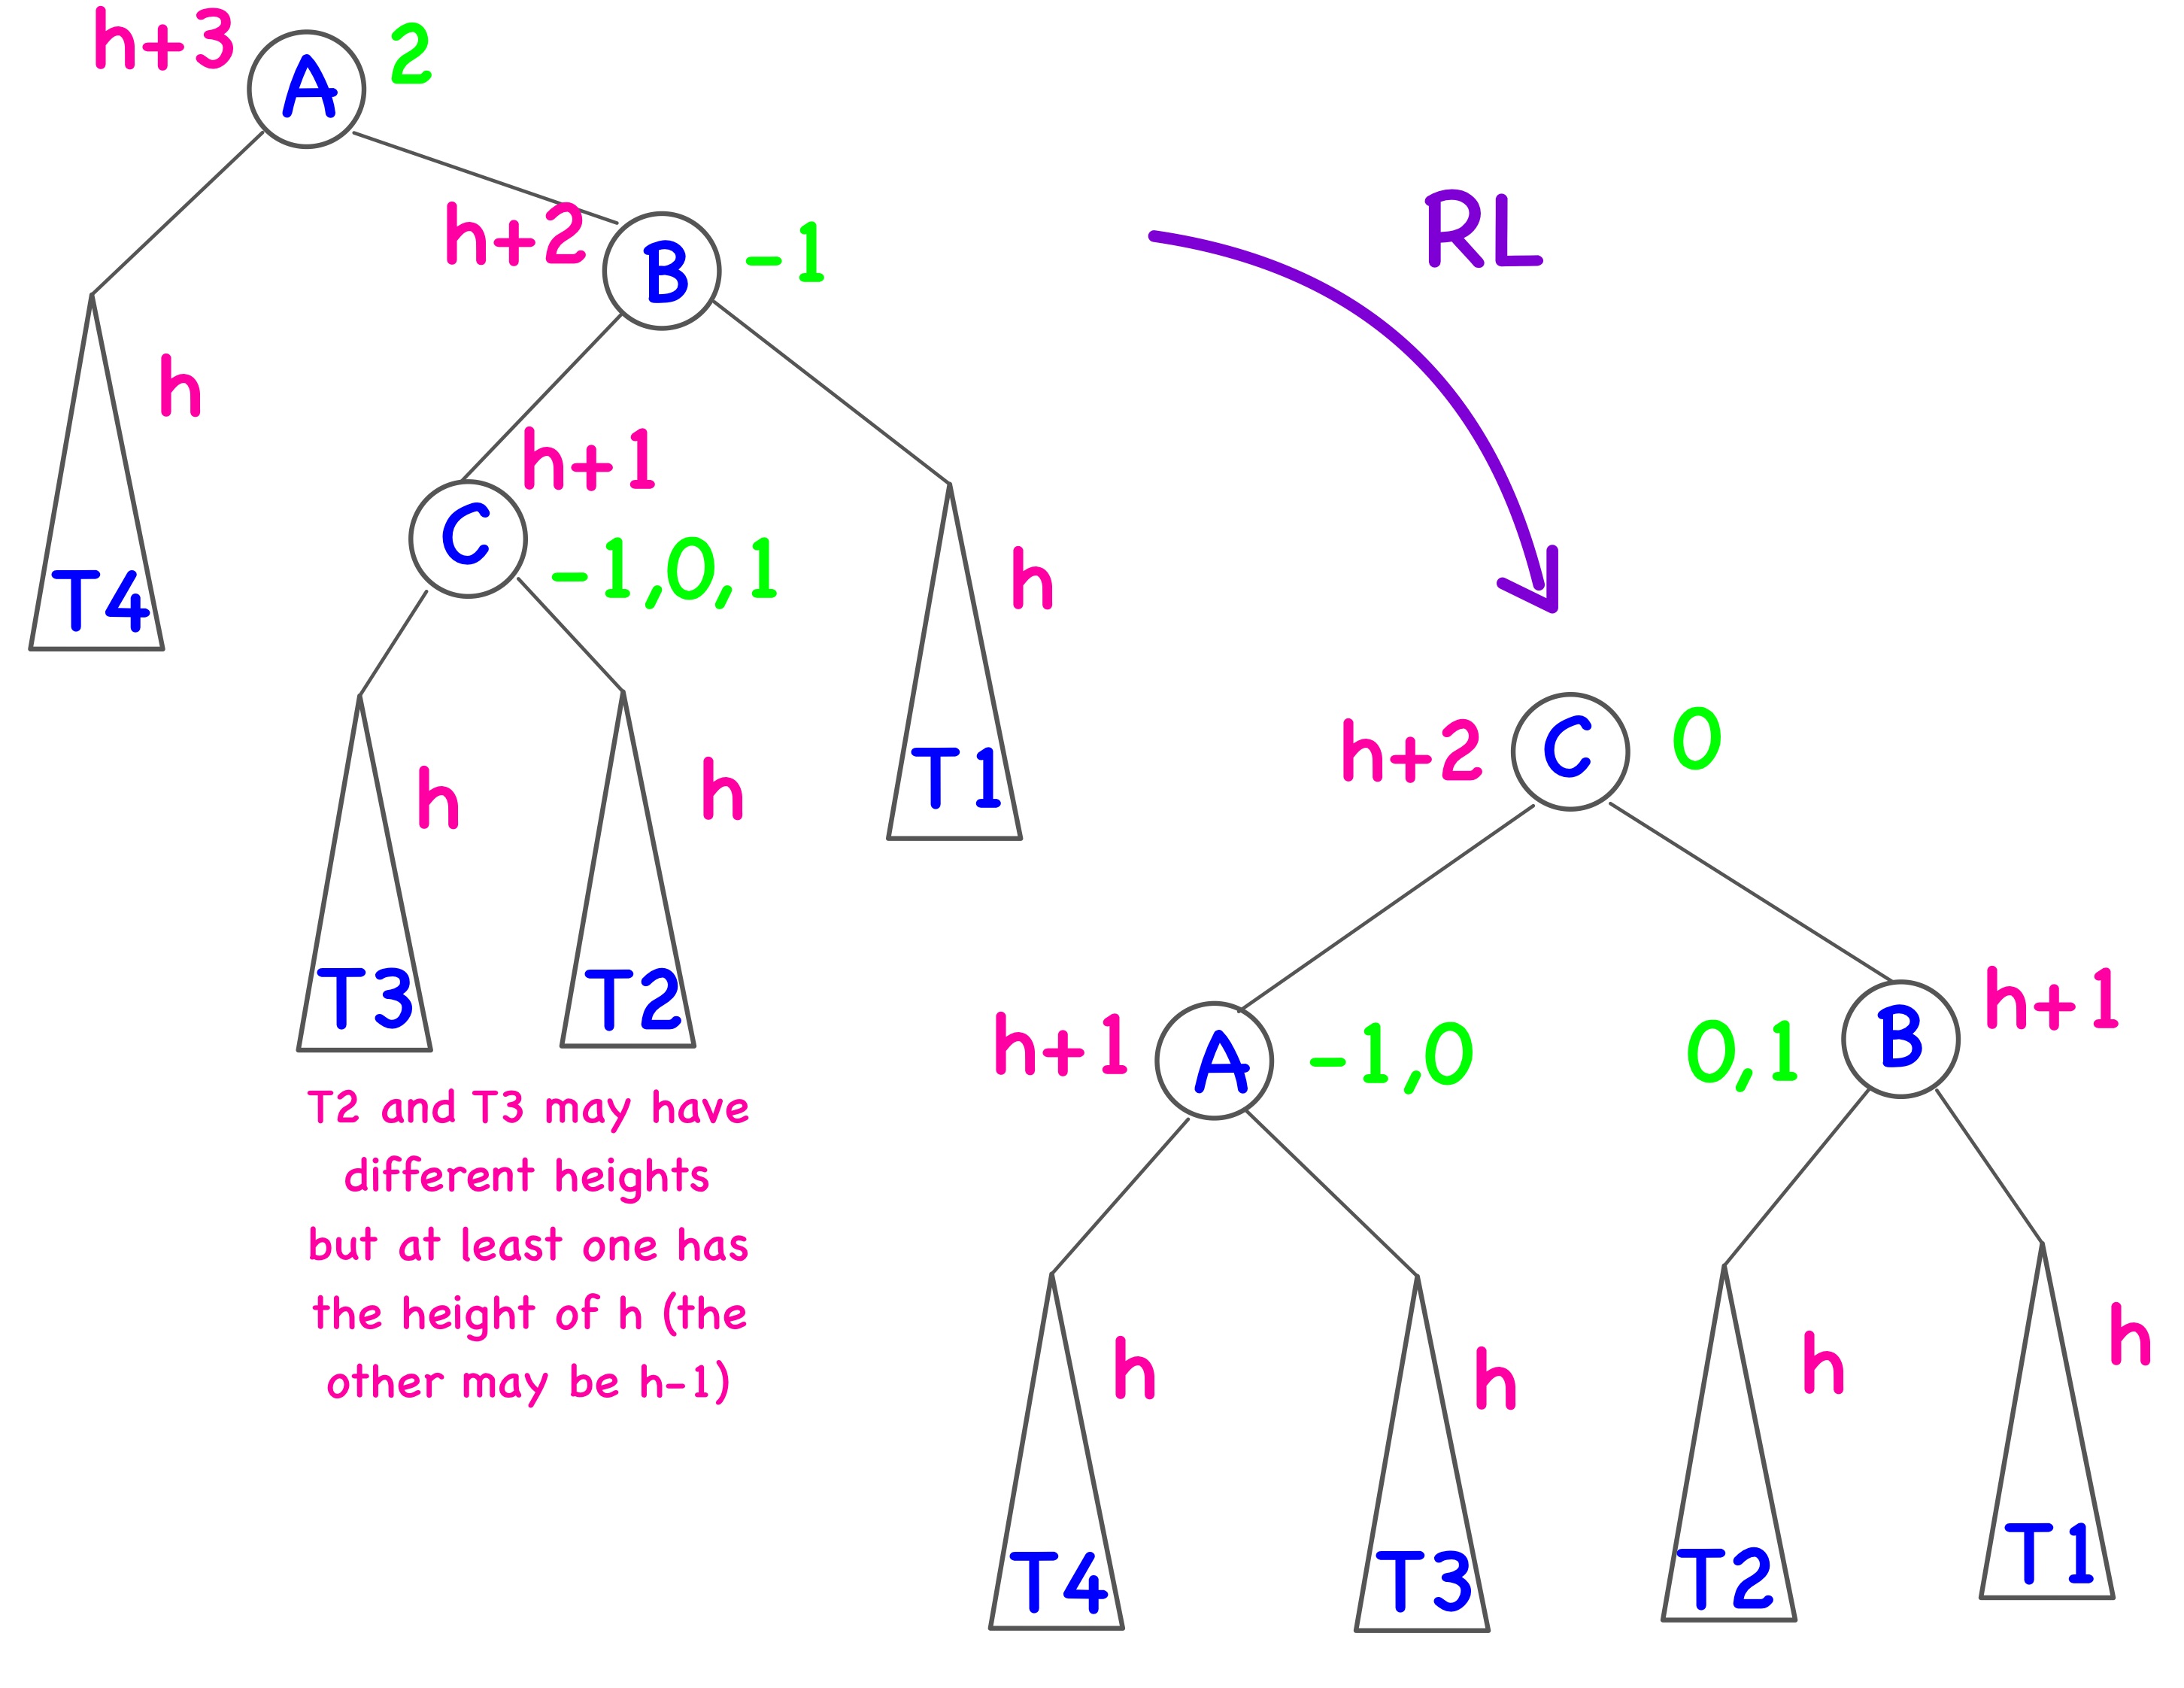 h+3 A 2
h+2 B -1
RL
h
h+1
C -1,0,1
h
T4
h+2 C 0
h h
T1
T3 T2
h+1 A -1,0 0,1 B h+1
T2 and T3 may have
different heights
but at least one has
the height of h (the
other may be h-1)
h h h h
T4 T3 T2 T1